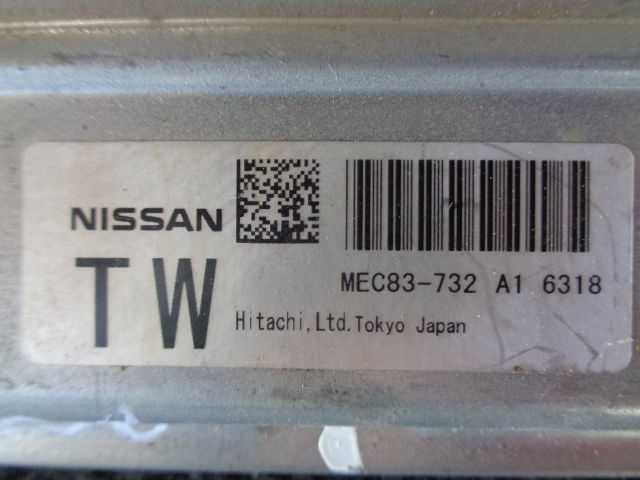 NISSAN
TW
MEC83-732 A1 6318
Hitachi,Ltd.Tokyo Japan